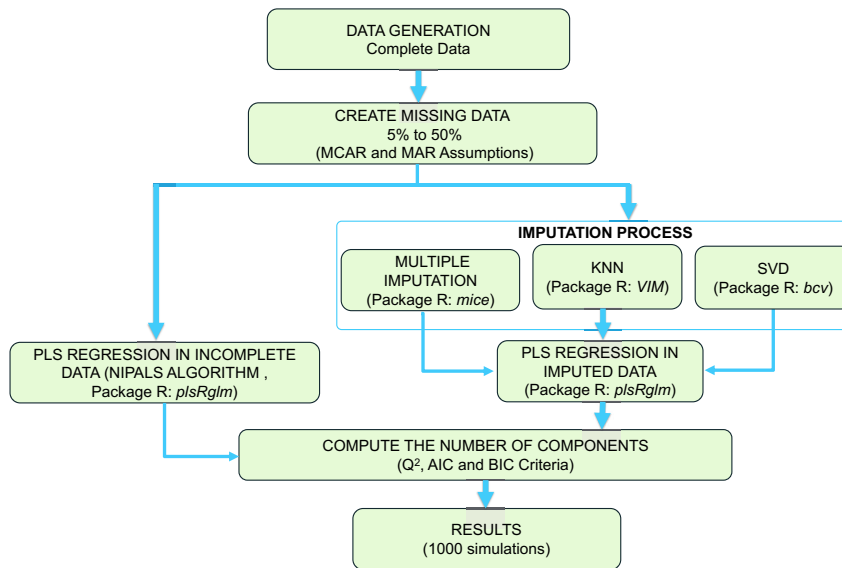 DATA GENERATION
Complete Data
CREATE MISSING DATA
5% to 50%
(MCAR and MAR Assumptions)
IMPUTATION PROCESS
MULTIPLE
IMPUTATION
(Package R: mice)
KNN
(Package R: VIM)
SVD
(Package R: bcv)
PLS REGRESSION IN INCOMPLETE
DATA (NIPALS ALGORITHM ,
Package R: plsRglm)
PLS REGRESSION IN
IMPUTED DATA
(Package R: plsRglm)
COMPUTE THE NUMBER OF COMPONENTS
(Q², AIC and BIC Criteria)
RESULTS
(1000 simulations)